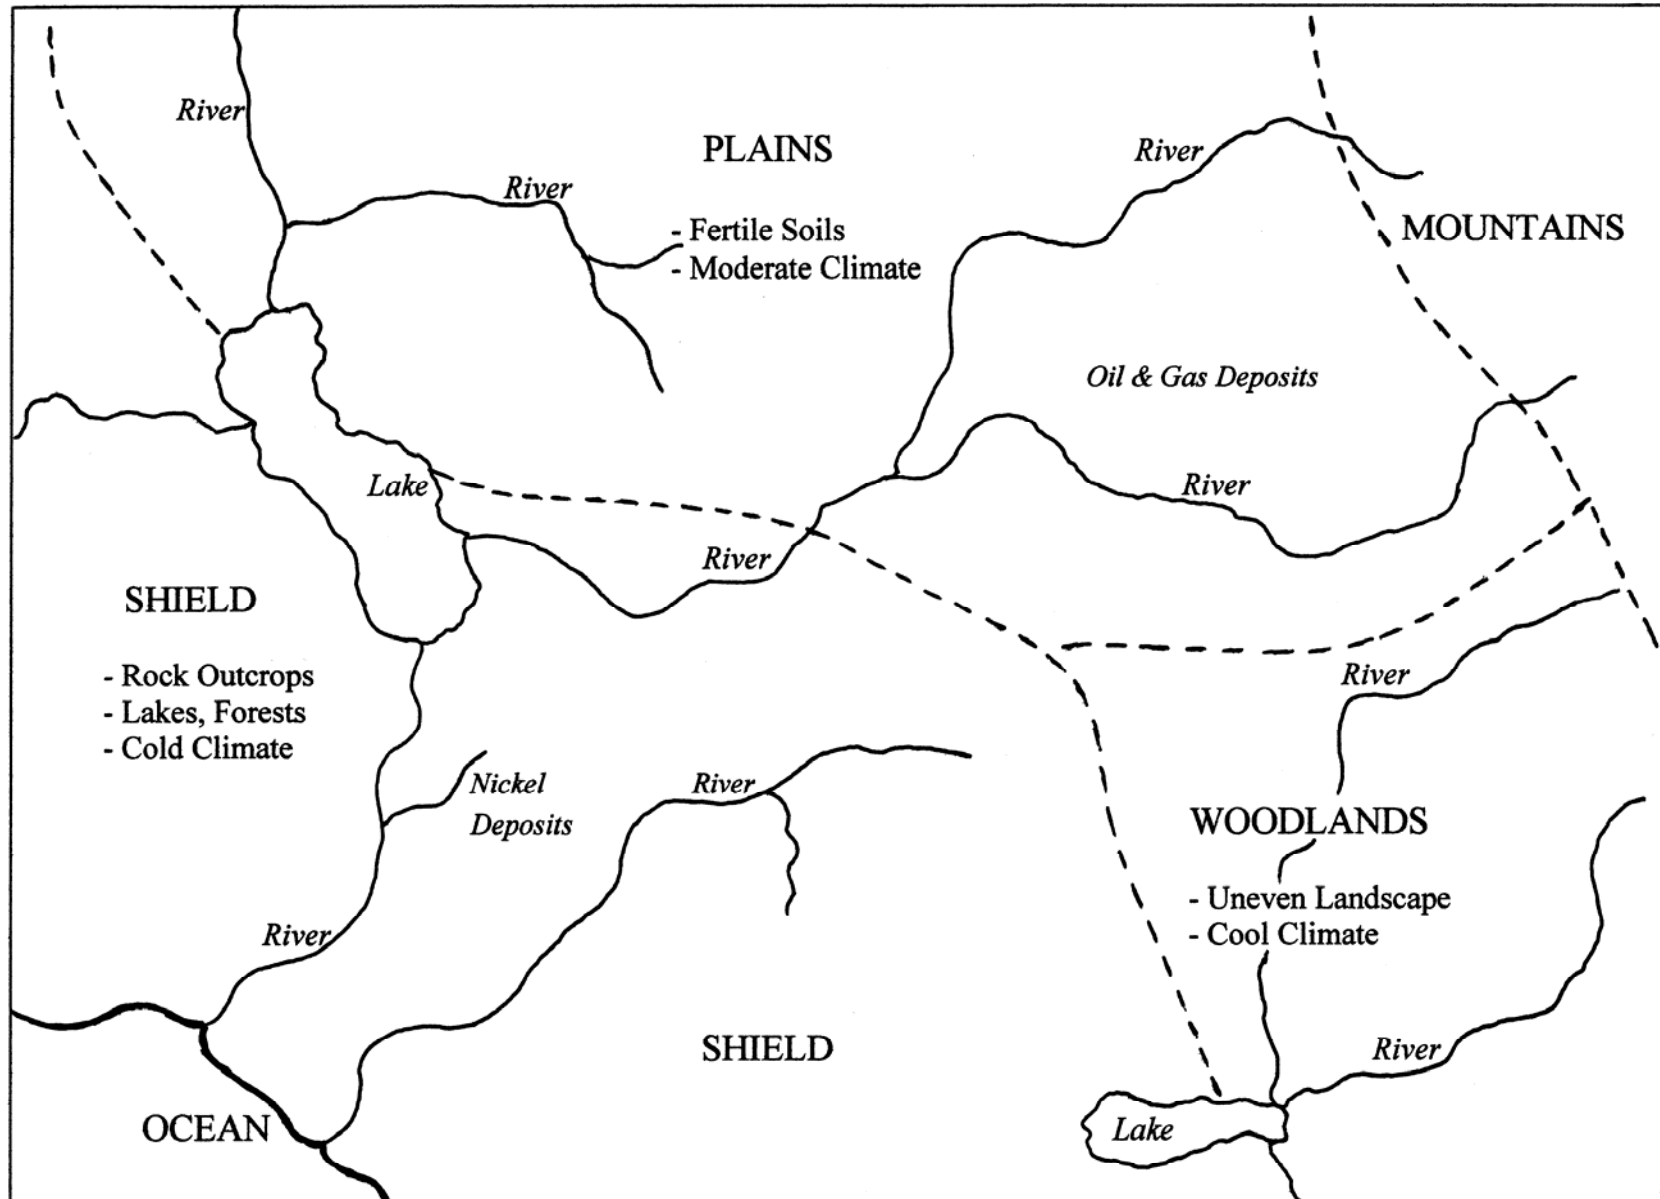 River
PLAINS
River
River
- Fertile Soils
- Moderate Climate
MOUNTAINS
Oil & Gas Deposits
Lake
River
River
SHIELD
- Rock Outcrops
- Lakes, Forests
- Cold Climate
River
Nickel
Deposits
River
WOODLANDS
- Uneven Landscape
- Cool Climate
River
SHIELD
River
OCEAN
Lake